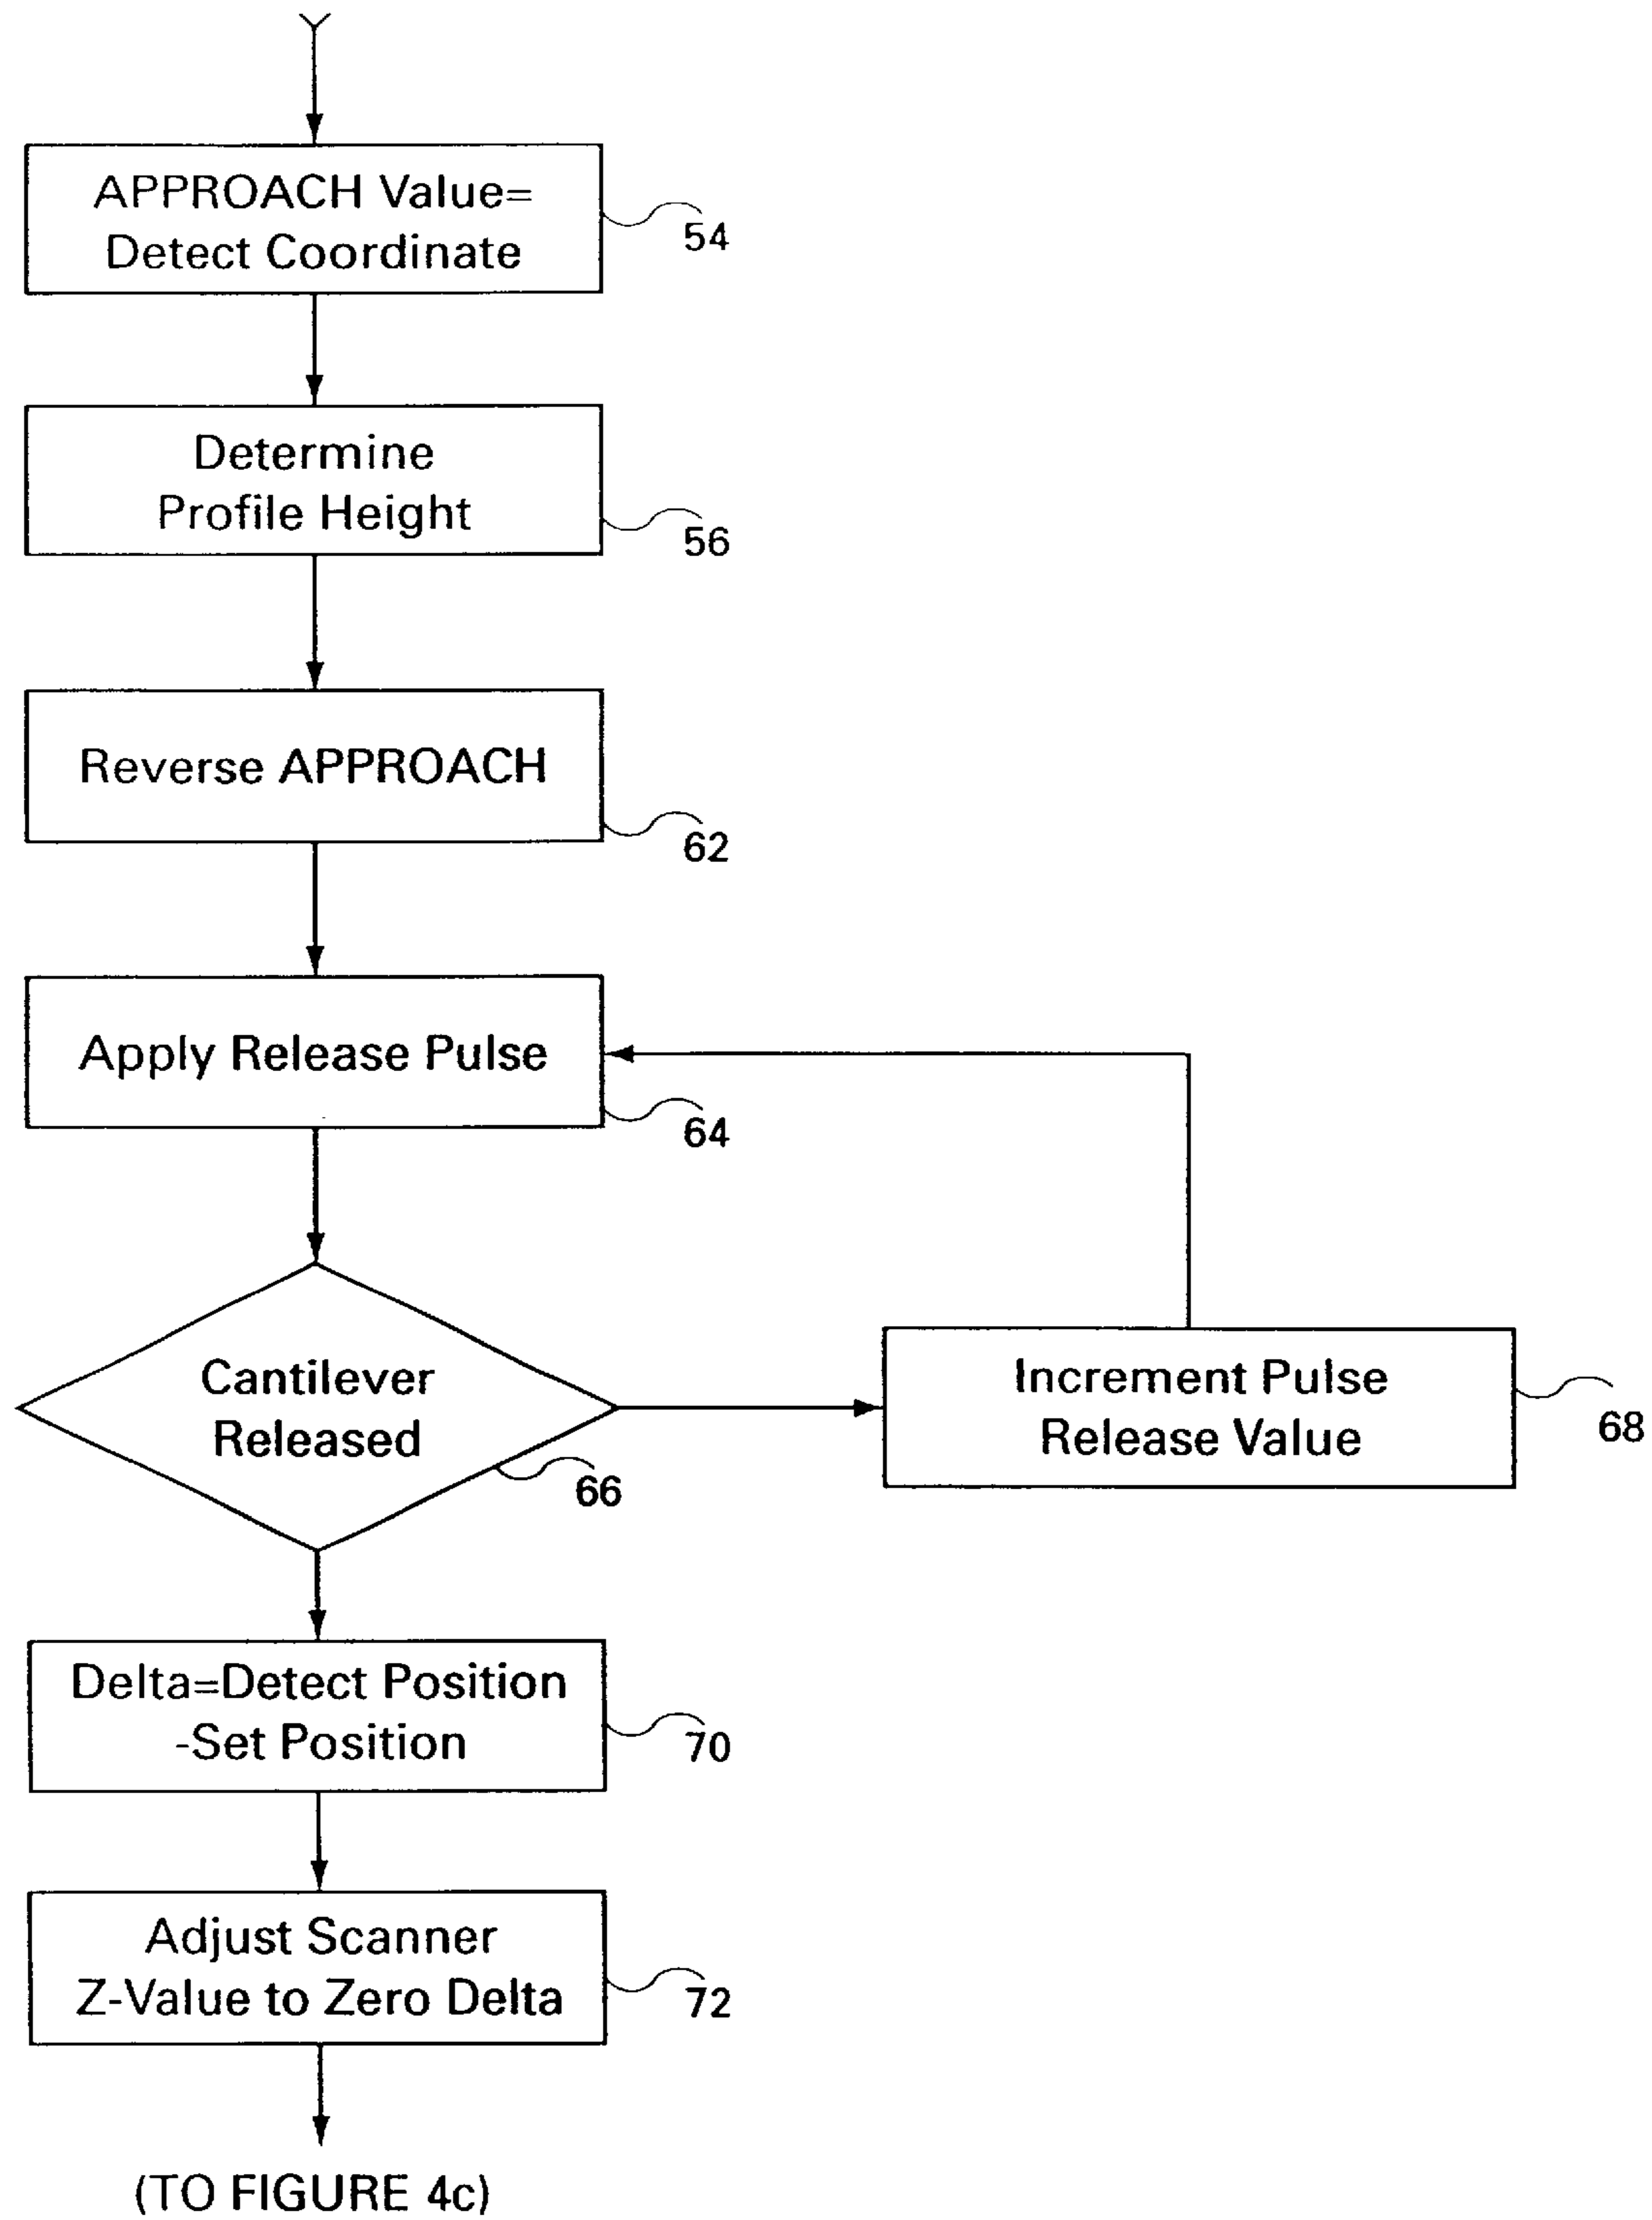 APPROACH Value=
Detect Coordinate
54
Determine
Profile Height
56
Reverse APPROACH
62
Apply Release Pulse
64
Cantilever
Released
66
Increment Pulse
Release Value
68
Delta=Detect Position
-Set Position
70
Adjust Scanner
Z-Value to Zero Delta
72
(TO FIGURE 4c)